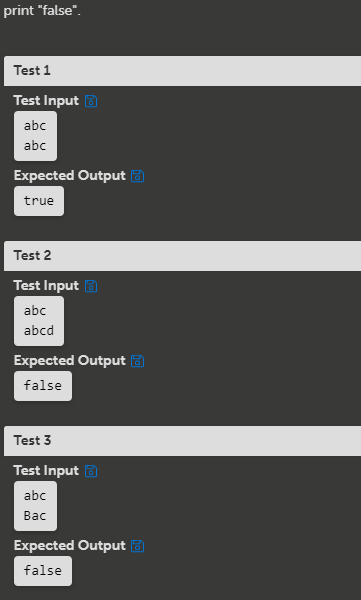 print "false".
Test 1
Test Input
abc
abc
Expected Output
true
Test 2
Test Input
abc
abcd
Expected Output
false
Test 3
Test Input
abc
Bac
Expected Output
false